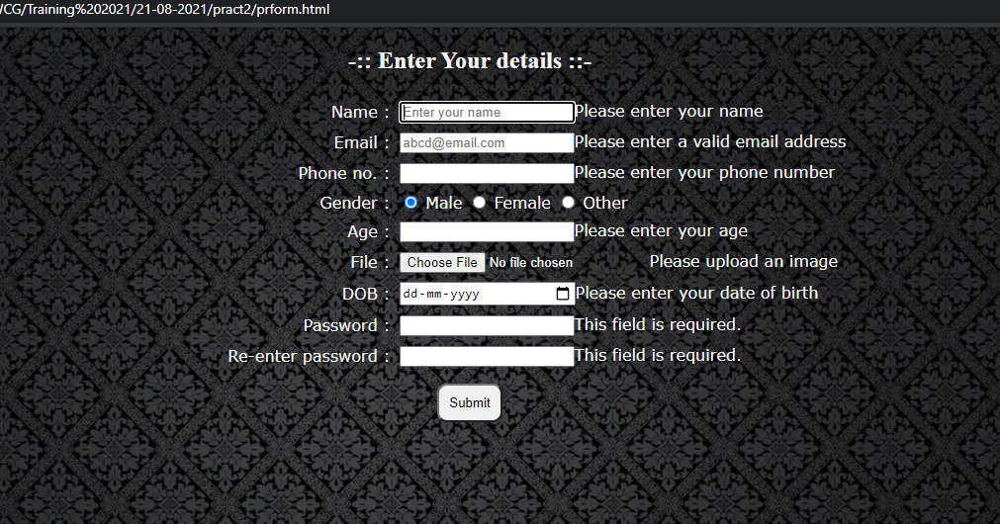 /CG/Training%202021/21-08-2021/pract2/prform.html
-:: Enter Your details ::-
Name : Enter your name Please enter your name
Email : abcd@email.com Please enter a valid email address
Phone no. : Please enter your phone number
Gender : Male Female Other
Age : Please enter your age
File : Choose File No file chosen Please upload an image
DOB : dd-mm-yyyy Please enter your date of birth
Password : This field is required.
Re-enter password : This field is required.
Submit